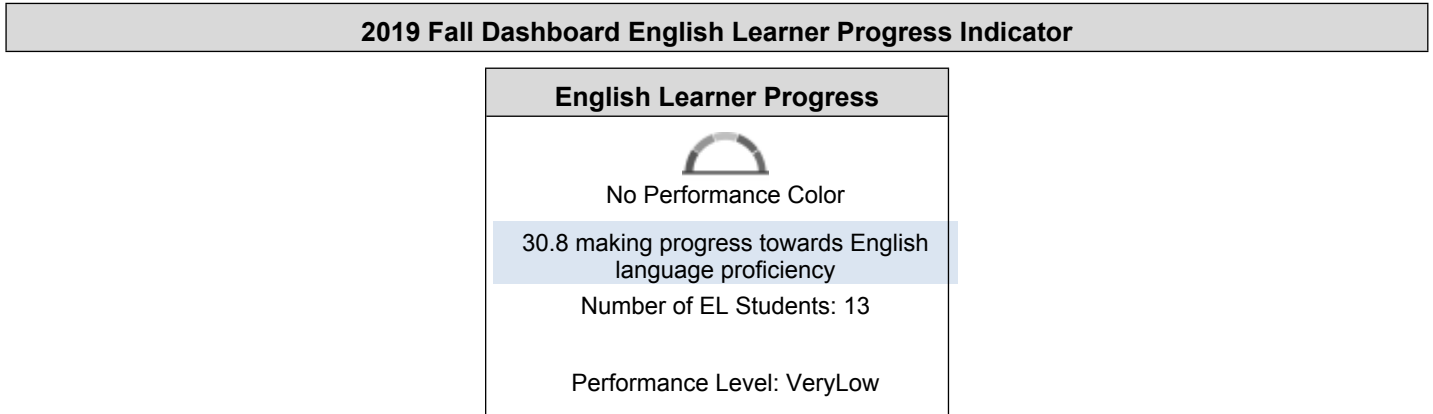 2019 Fall Dashboard English Learner Progress Indicator
English Learner Progress
No Performance Color
30.8 making progress towards English
language proficiency
Number of EL Students: 13
Performance Level: VeryLow